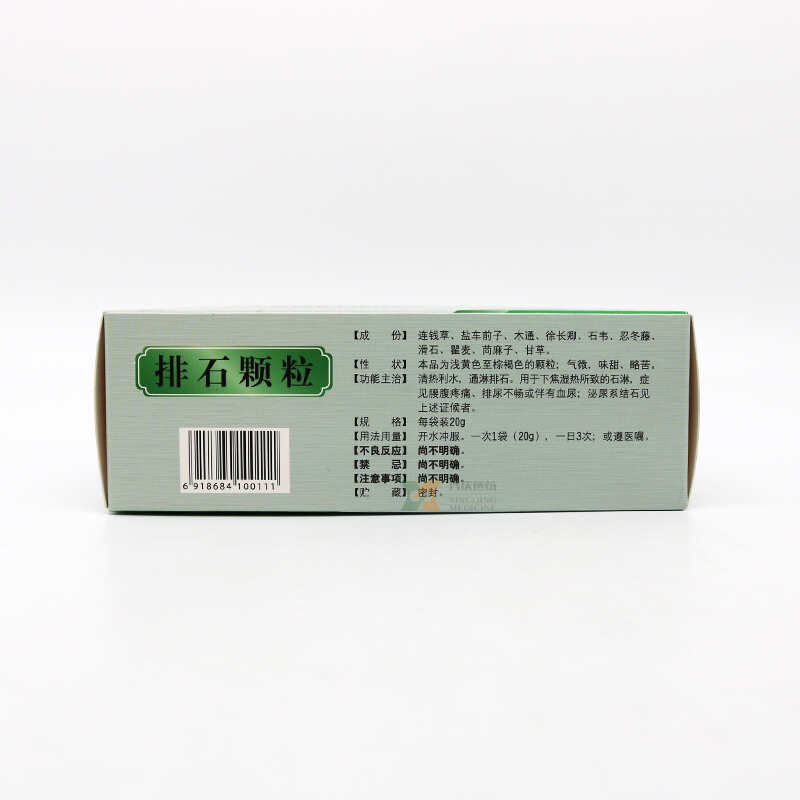 排石颗粒
6 918684 100111
【成 份】 连钱草、盐车前子、木通、徐长卿、石韦、忍冬藤、
滑石、瞿麦、苘麻子、甘草。
【性 状】 本品为浅黄色至棕褐色的颗粒；气微，味甜、略苦。
【功能主治】 清热利水，通淋排石。用于下焦湿热所致的石淋，症
见腰腹疼痛、排尿不畅或伴有血尿；泌尿系结石见
上述证候者。
【规 格】 每袋装20g
【用法用量】 开水冲服。一次1袋（20g），一日3次；或遵医嘱。
【不良反应】 尚不明确。
【禁 忌】 尚不明确。
【注意事项】 尚不明确。
【贮 藏】 密封。
MEDICINE